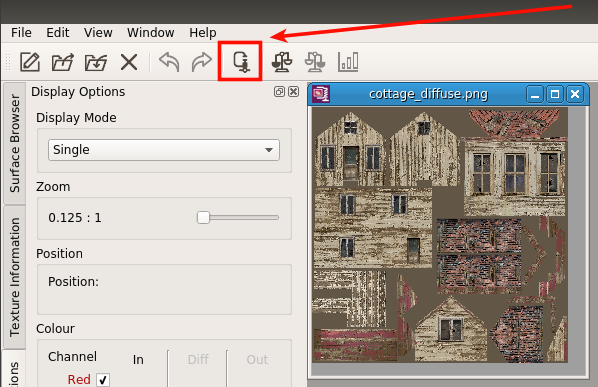 File Edit View Window Help
Display Options
cottage_diffuse.png
Surface Browser
Texture Information
Display Mode
Single
Zoom
0.125 : 1
Position
Position:
Colour
Channel In Diff Out
Red